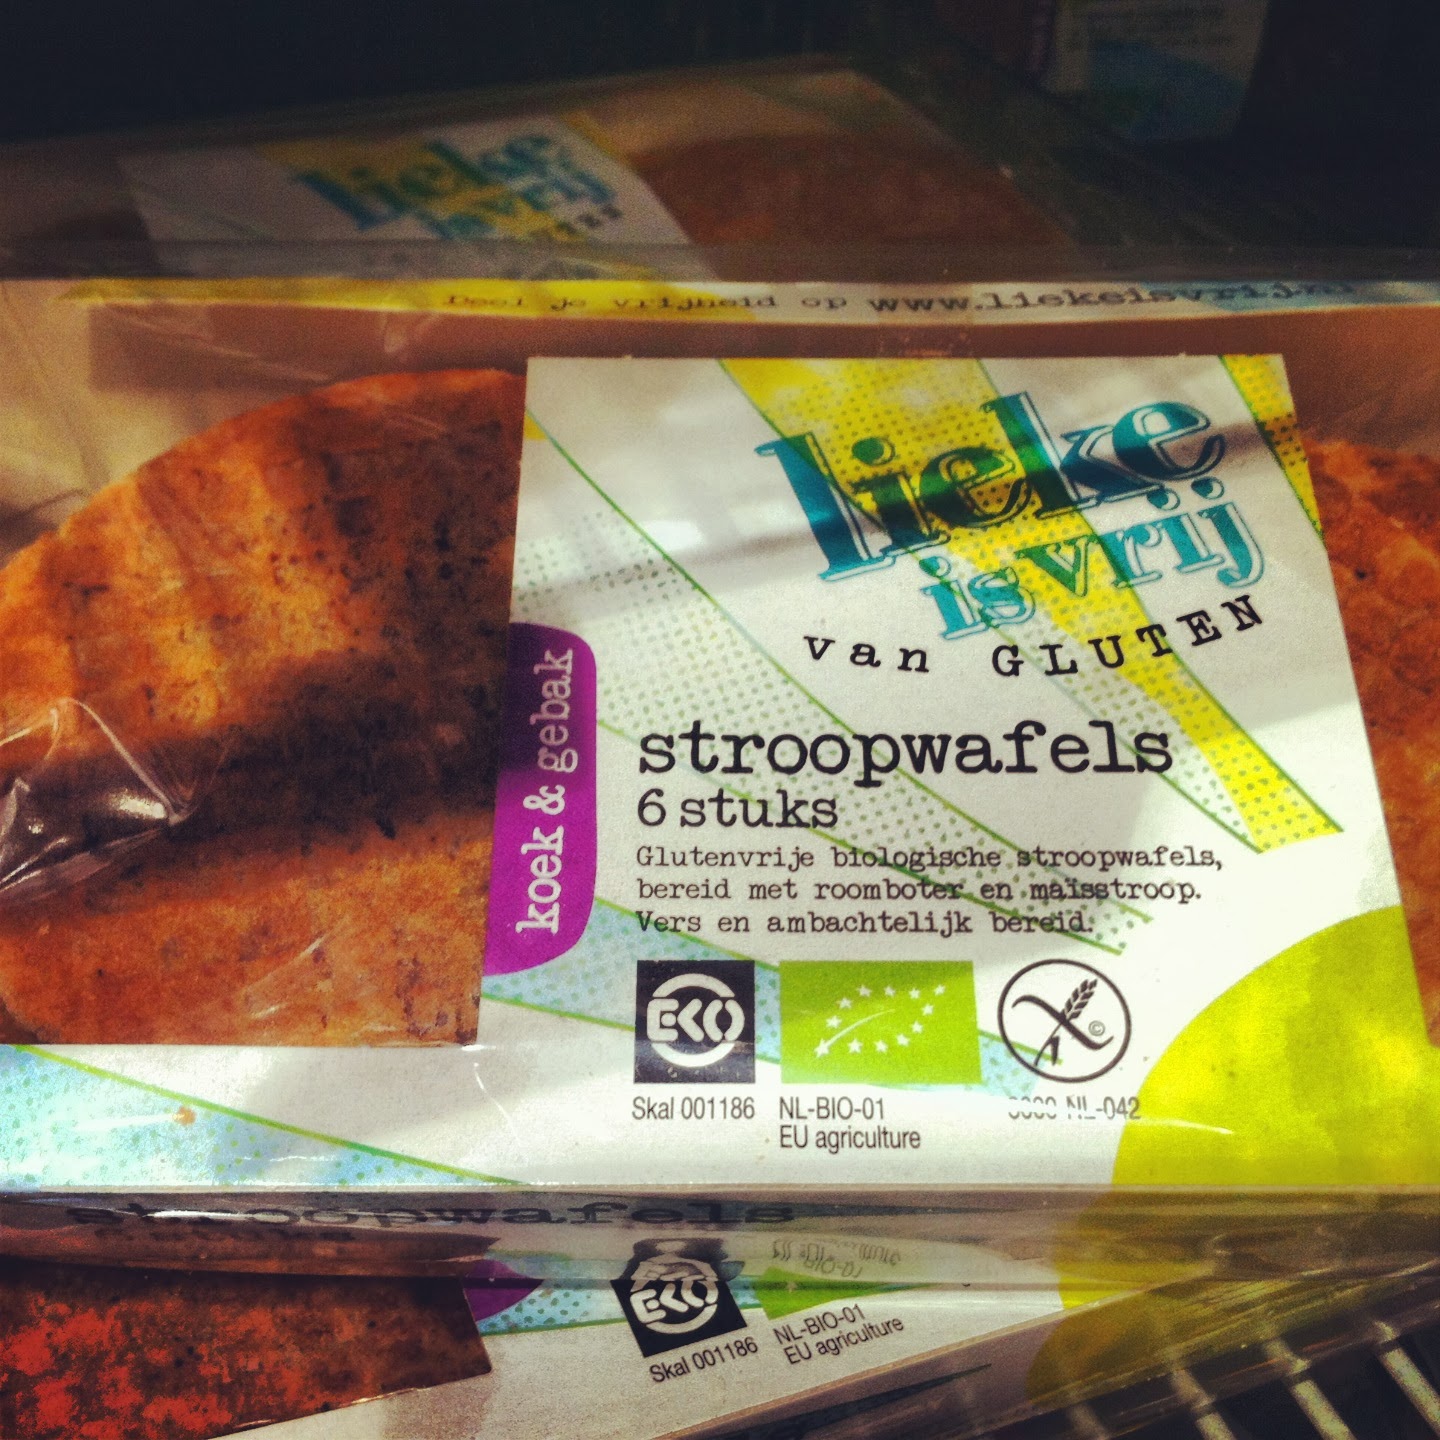 lieke
is vrij
Deel je vrijheid op www.liekeisvrij.nl
lieke
is vrij
van GLUTEN
koek & gebak
stroopwafels
6 stuks
Glutenvrije biologische stroopwafels,
bereid met roomboter en maïsstroop.
Vers en ambachtelijk bereid.
EKO
©
Skal 001186
NL-BIO-01
EU agriculture
NL-042
stroopwafels
EKO
Skal 001186
NL-BIO-01
EU agriculture